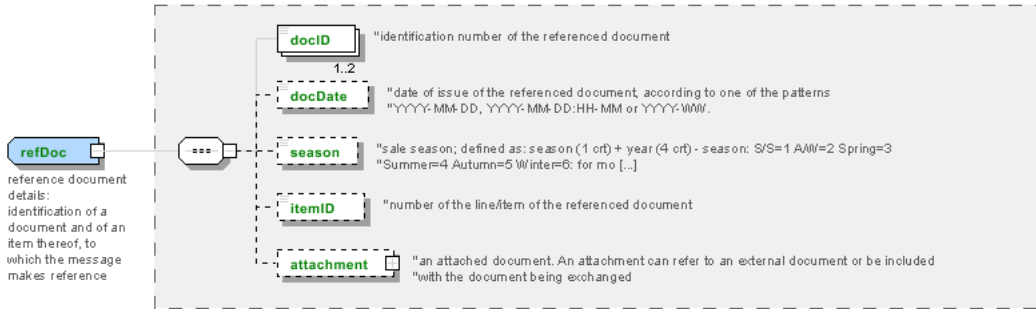 docID
"identification number of the referenced document
1..2
docDate
"date of issue of the referenced document, according to one of the patterns
"YYYY-MM-DD, YYYY-MM-DD:HH-MM or YYYY-WW.
refDoc
season
"sale season; defined as: season (1 crt) + year (4 crt) - season: S/S=1 A/W=2 Spring=3
"Summer=4 Autumn=5 Winter=6: for mo [...]
reference document
details:
identification of a
document and of an
item thereof, to
which the message
makes reference
itemID
"number of the line/item of the referenced document
attachment
"an attached document. An attachment can refer to an external document or be included
"with the document being exchanged